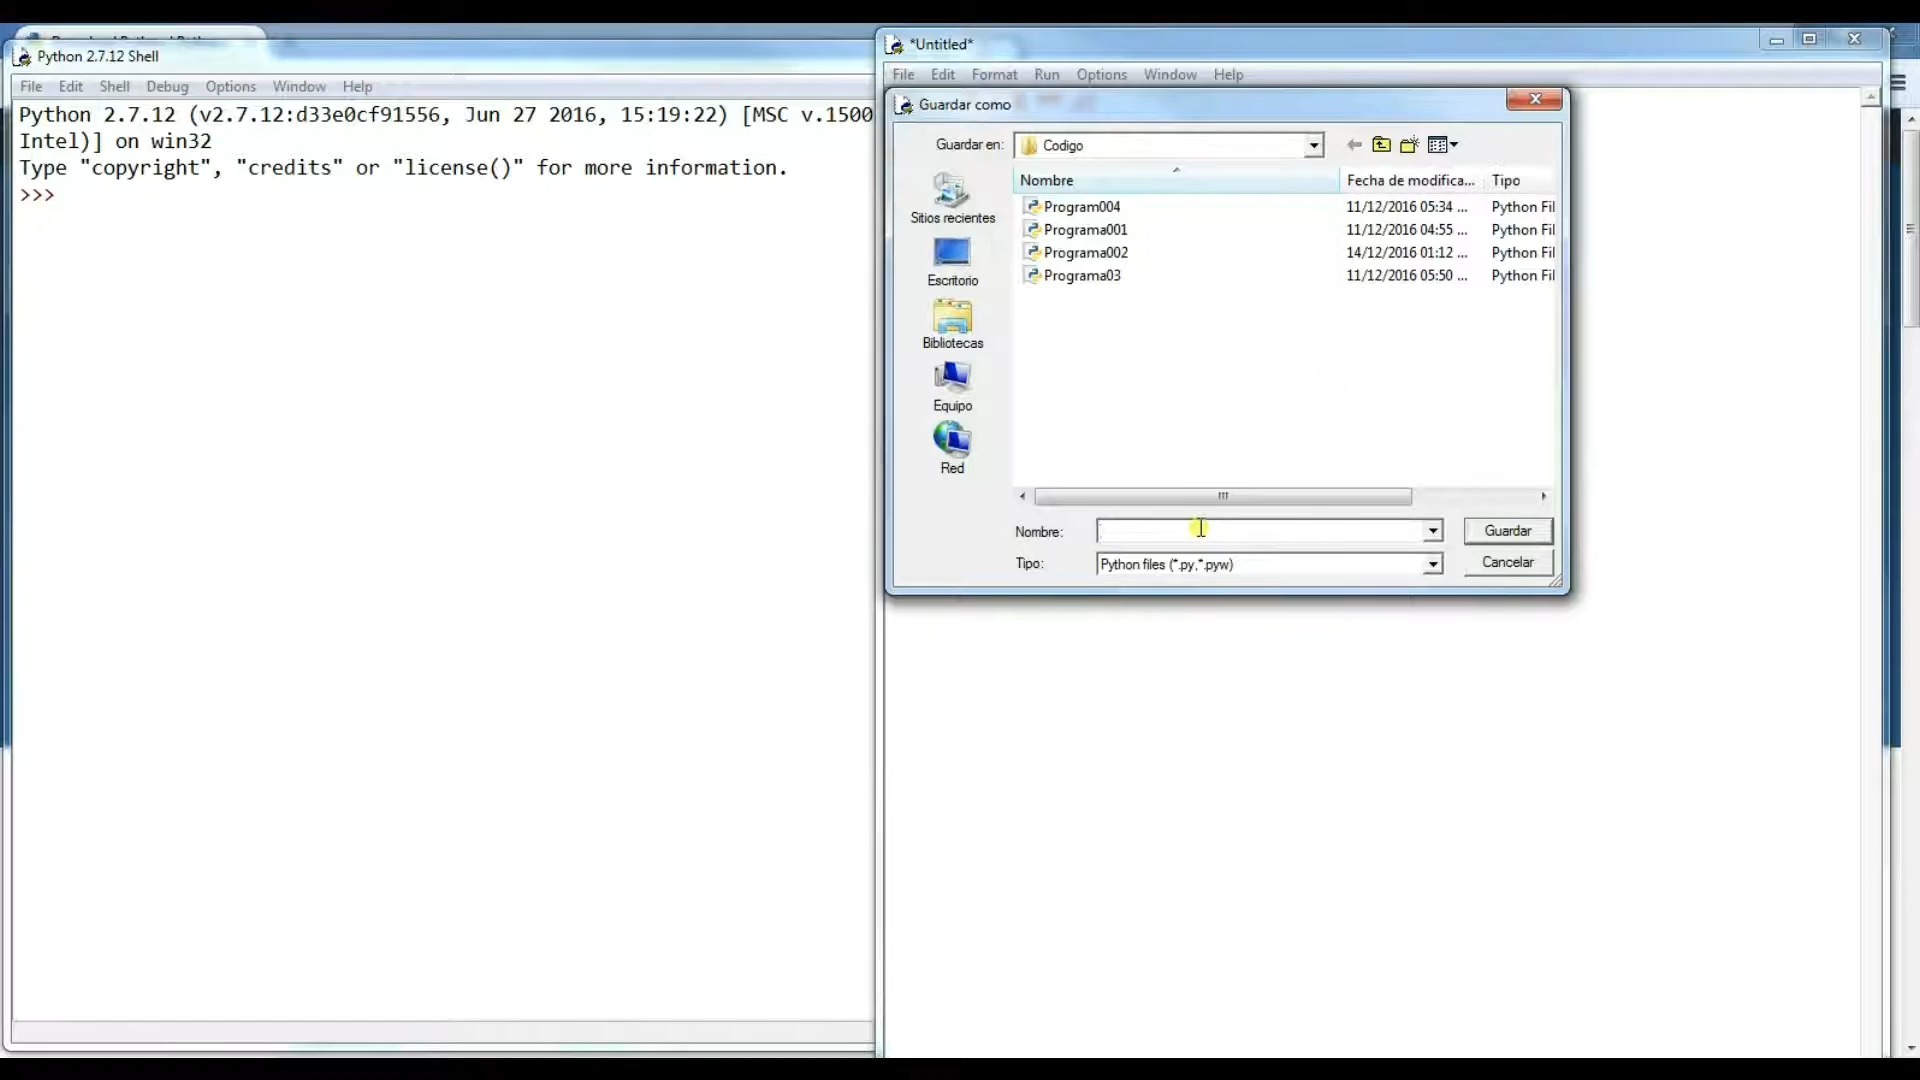 Python 2.7.12 Shell
File Edit Shell Debug Options Window Help
Python 2.7.12 (v2.7.12:d33e0cf91556, Jun 27 2016, 15:19:22) [MSC v.1500
Intel)] on win32
Type "copyright", "credits" or "license()" for more information.
>>>
*Untitled*
File Edit Format Run Options Window Help
Guardar como
Guardar en: Codigo
Nombre Fecha de modifica... Tipo
Program004 11/12/2016 05:34 ... Python Fil
Programa001 11/12/2016 04:55 ... Python Fil
Programa002 14/12/2016 01:12 ... Python Fil
Programa03 11/12/2016 05:50 ... Python Fil
Sitios recientes
Escritorio
Bibliotecas
Equipo
Red
Nombre: Guardar
Tipo: Python files (*.py,*.pyw) Cancelar